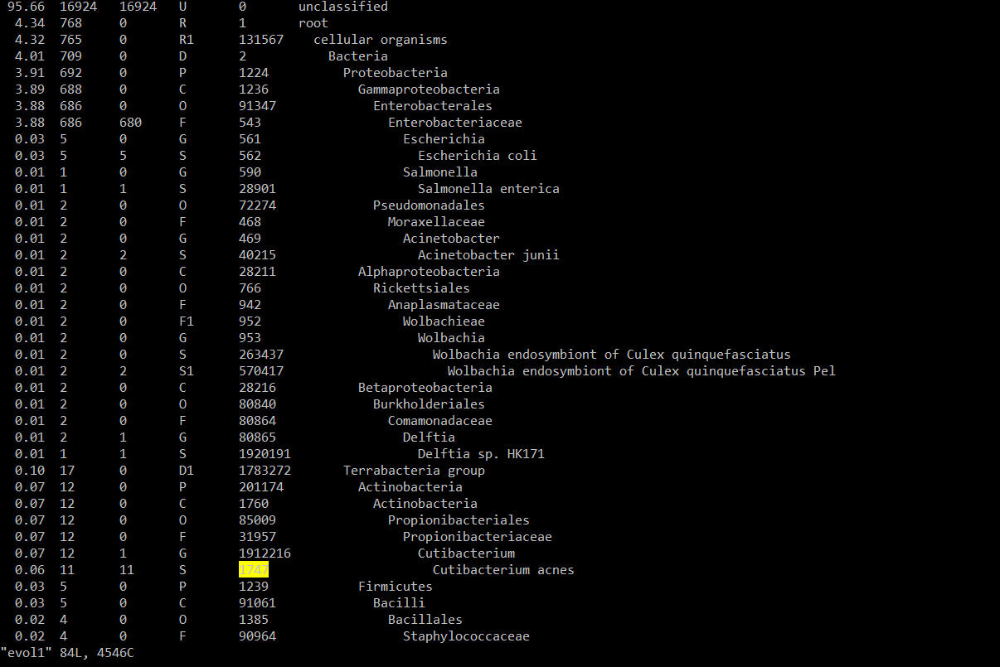 95.66 16924 16924 U 0 unclassified
4.34 768 0 R 1 root
4.32 765 0 R1 131567 cellular organisms
4.01 709 0 D 2 Bacteria
3.91 692 0 P 1224 Proteobacteria
3.89 688 0 C 1236 Gammaproteobacteria
3.88 686 0 O 91347 Enterobacterales
3.88 686 680 F 543 Enterobacteriaceae
0.03 5 0 G 561 Escherichia
0.03 5 5 S 562 Escherichia coli
0.01 1 0 G 590 Salmonella
0.01 1 1 S 28901 Salmonella enterica
0.01 2 0 O 72274 Pseudomonadales
0.01 2 0 F 468 Moraxellaceae
0.01 2 0 G 469 Acinetobacter
0.01 2 2 S 40215 Acinetobacter junii
0.01 2 0 C 28211 Alphaproteobacteria
0.01 2 0 O 766 Rickettsiales
0.01 2 0 F 942 Anaplasmataceae
0.01 2 0 F1 952 Wolbachieae
0.01 2 0 G 953 Wolbachia
0.01 2 0 S 263437 Wolbachia endosymbiont of Culex quinquefasciatus
0.01 2 2 S1 570417 Wolbachia endosymbiont of Culex quinquefasciatus Pel
0.01 2 0 C 28216 Betaproteobacteria
0.01 2 0 O 80840 Burkholderiales
0.01 2 0 F 80864 Comamonadaceae
0.01 2 1 G 80865 Delftia
0.01 1 1 S 1920191 Delftia sp. HK171
0.10 17 0 D1 1783272 Terrabacteria group
0.07 12 0 P 201174 Actinobacteria
0.07 12 0 C 1760 Actinobacteria
0.07 12 0 O 85009 Propionibacteriales
0.07 12 0 F 31957 Propionibacteriaceae
0.07 12 1 G 1912216 Cutibacterium
0.06 11 11 S 1747 Cutibacterium acnes
0.03 5 0 P 1239 Firmicutes
0.03 5 0 C 91061 Bacilli
0.02 4 0 O 1385 Bacillales
0.02 4 0 F 90964 Staphylococcaceae
"evol1" 84L, 4546C